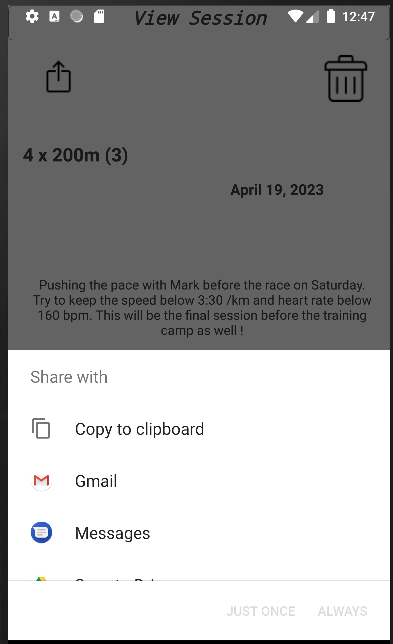 View Session
12:47
4 x 200m (3)
April 19, 2023
Pushing the pace with Mark before the race on Saturday.
Try to keep the speed below 3:30 /km and heart rate below
160 bpm. This will be the final session before the training
camp as well !
Share with
Copy to clipboard
Gmail
Messages
JUST ONCE ALWAYS